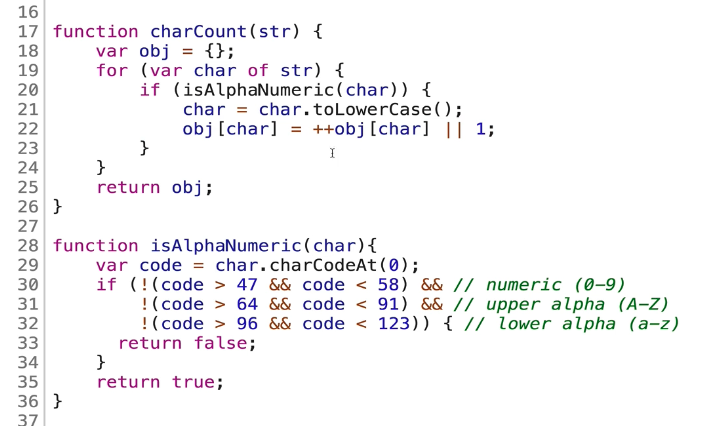 16
17 function charCount(str) {
18     var obj = {};
19     for (var char of str) {
20         if (isAlphaNumeric(char)) {
21             char = char.toLowerCase();
22             obj[char] = ++obj[char] || 1;
23         }
24     }
25     return obj;
26 }
27
28 function isAlphaNumeric(char){
29     var code = char.charCodeAt(0);
30     if (!(code > 47 && code < 58) && // numeric (0-9)
31         !(code > 64 && code < 91) && // upper alpha (A-Z)
32         !(code > 96 && code < 123)) { // lower alpha (a-z)
33       return false;
34     }
35     return true;
36 }
37